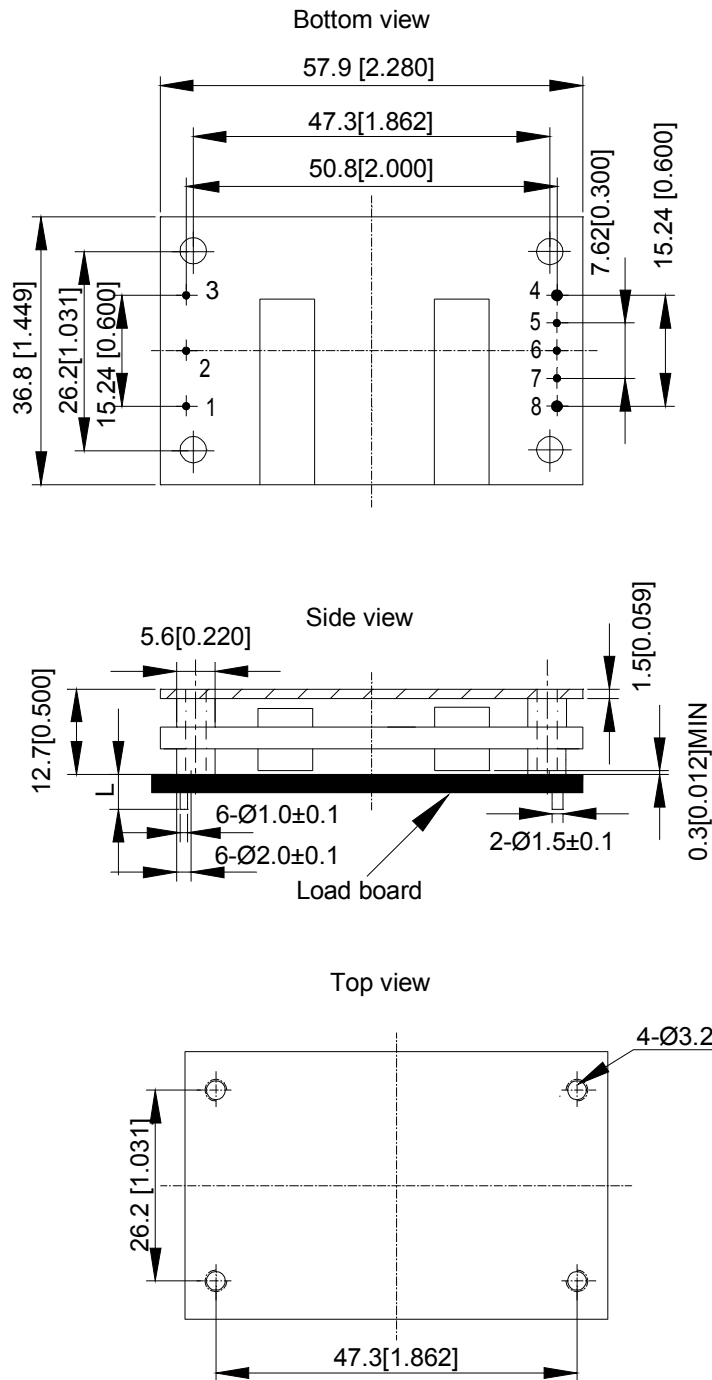 Bottom view
57.9 [2.280]
47.3[1.862]
50.8[2.000]
7.62[0.300]
15.24 [0.600]
36.8 [1.449]
26.2[1.031]
15.24 [0.600]
3
2
1
4
5
6
7
8
Side view
5.6[0.220]
1.5[0.059]
12.7[0.500]
L
0.3[0.012]MIN
6-Ø1.0±0.1
6-Ø2.0±0.1
2-Ø1.5±0.1
Load board
Top view
4-Ø3.2
26.2 [1.031]
47.3[1.862]